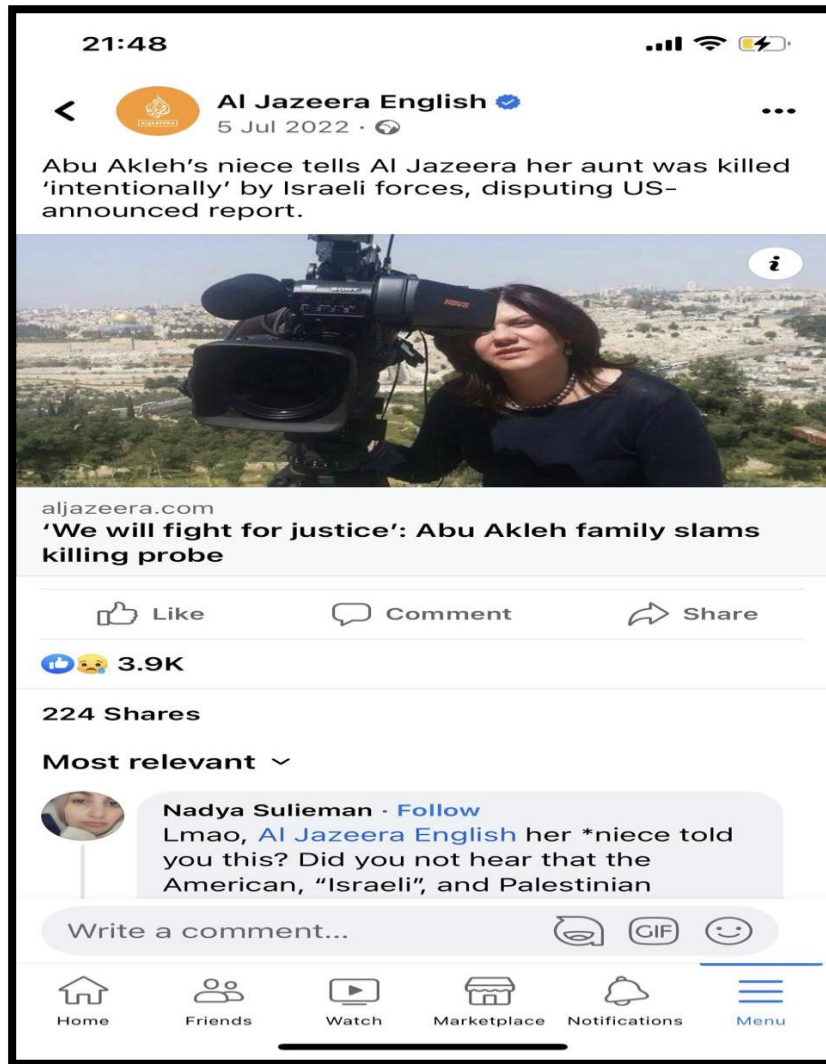 21:48
Al Jazeera English
5 Jul 2022 ·
Abu Akleh’s niece tells Al Jazeera her aunt was killed
‘intentionally’ by Israeli forces, disputing US-
announced report.
SONY
HDVS
i
aljazeera.com
‘We will fight for justice’: Abu Akleh family slams
killing probe
Like
Comment
Share
3.9K
224 Shares
Most relevant
Nadya Sulieman · Follow
Lmao, Al Jazeera English her *niece told
you this? Did you not hear that the
American, “Israeli”, and Palestinian
Write a comment...
GIF
Home
Friends
Watch
Marketplace
Notifications
Menu